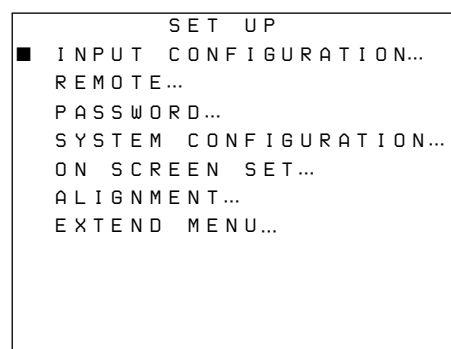 SET UP
■ INPUT CONFIGURATION…
REMOTE…
PASSWORD…
SYSTEM CONFIGURATION…
ON SCREEN SET…
ALIGNMENT…
EXTEND MENU…